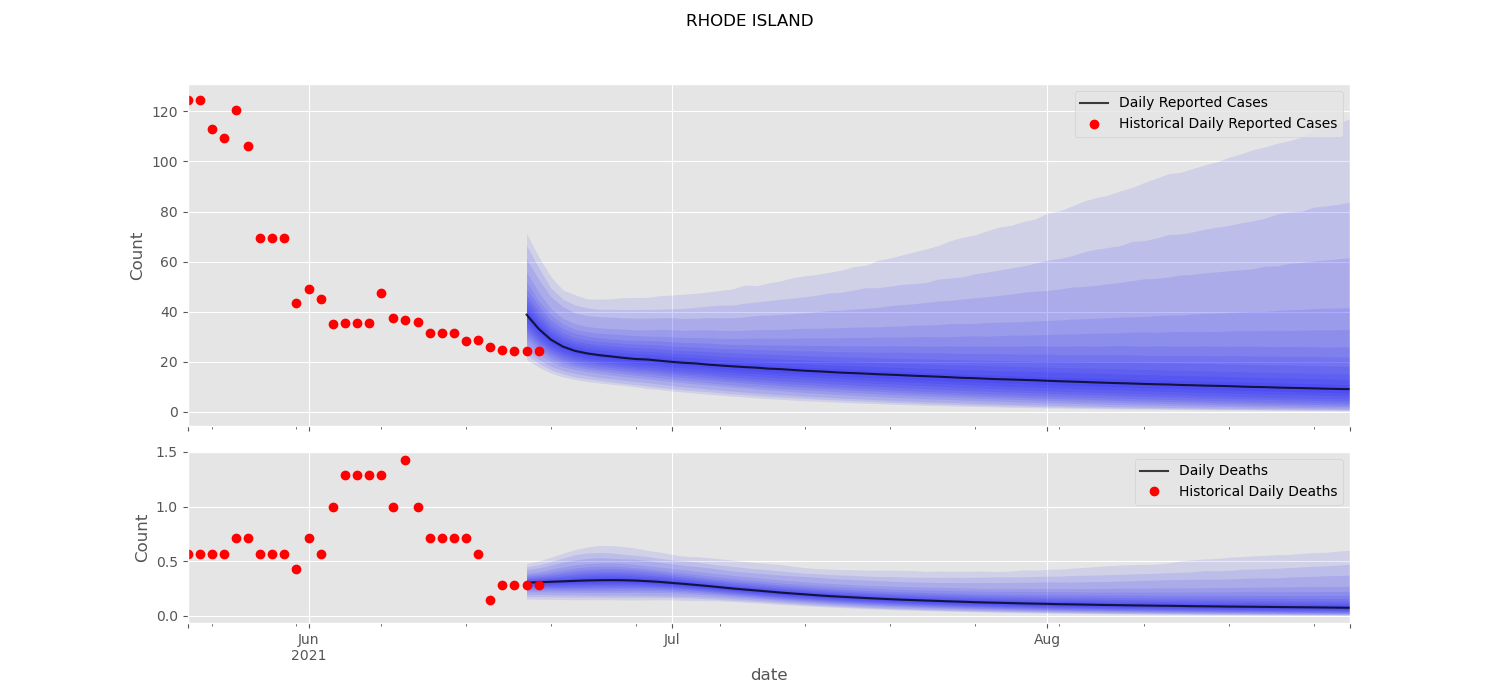 RHODE ISLAND
Daily Reported Cases
Historical Daily Reported Cases
120
100
80
60
40
20
0
Count
Daily Deaths
Historical Daily Deaths
1.5
1.0
0.5
0.0
Count
Jun
2021
Jul
Aug
date